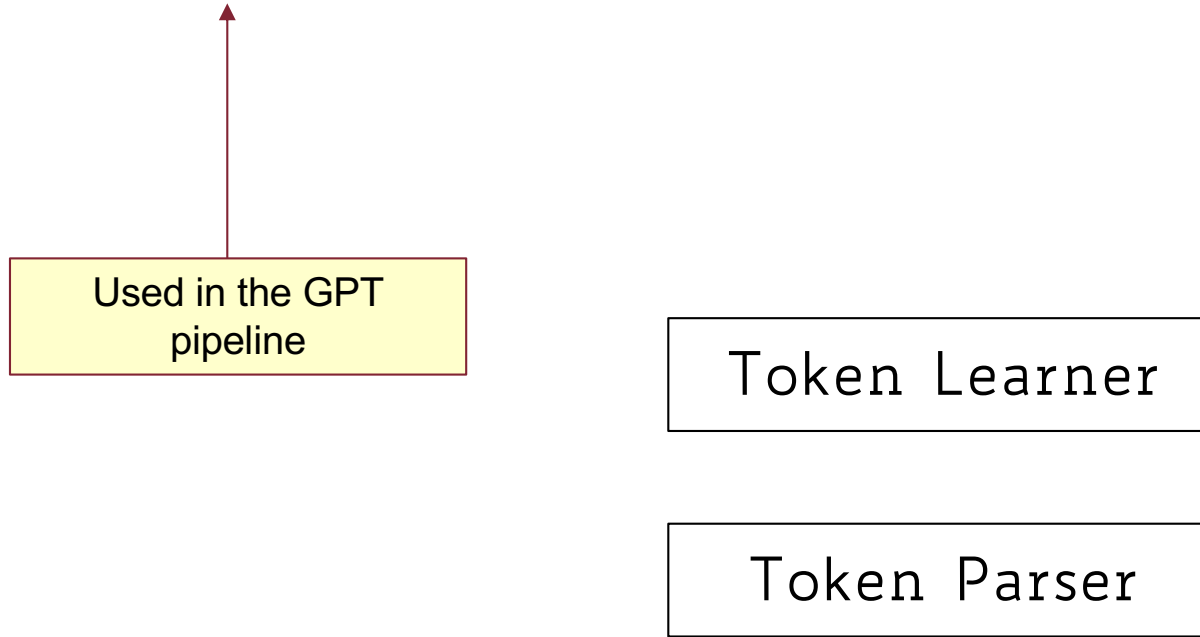 Used in the GPT
pipeline
Token Learner
Token Parser